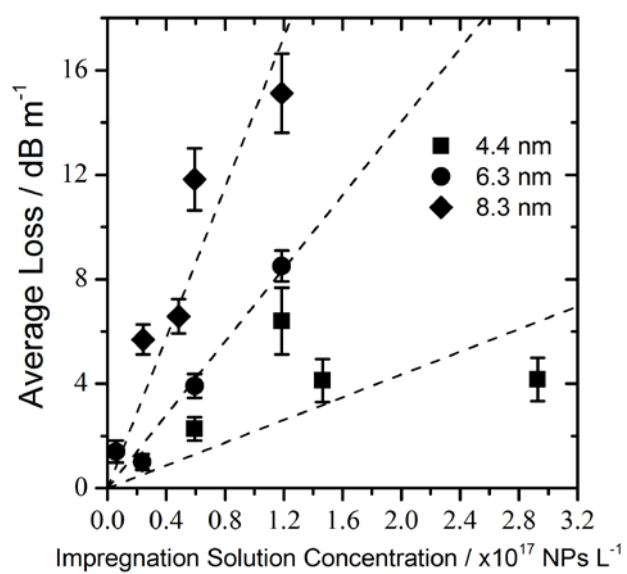 Average Loss / dB m⁻¹
16
12
8
4
0
4.4 nm
6.3 nm
8.3 nm
0.0 0.4 0.8 1.2 1.6 2.0 2.4 2.8 3.2
Impregnation Solution Concentration / x10¹⁷ NPs L⁻¹